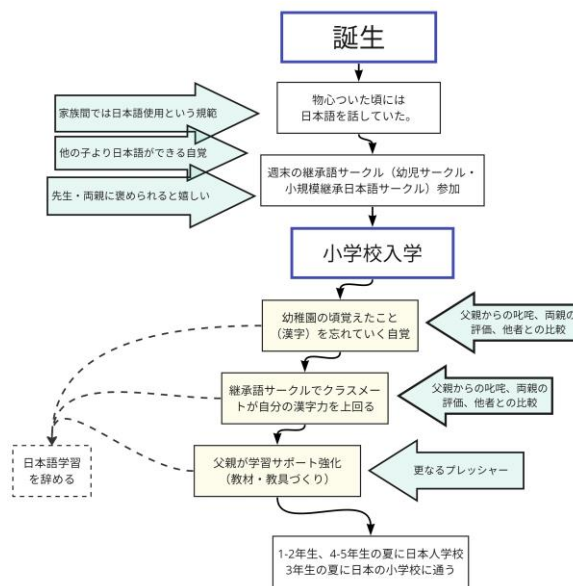 誕生
家族間では日本語使用という規範
物心ついた頃には
日本語を話していた。
他の子より日本語ができる自覚
週末の継承語サークル（幼児サークル・
小規模継承日本語サークル）参加
先生・両親に褒められると嬉しい
小学校入学
幼稚園の頃覚えたこと
（漢字）を忘れていく自覚
父親からの叱咤、両親の
評価、他者との比較
継承語サークルでクラスメー
トが自分の漢字力を上回る
父親からの叱咤、両親の
評価、他者との比較
日本語学習
を辞める
父親が学習サポート強化
（教材・教具づくり）
更なるプレッシャー
1-2年生、4-5年生の夏に日本人学校
3年生の夏に日本の小学校に通う